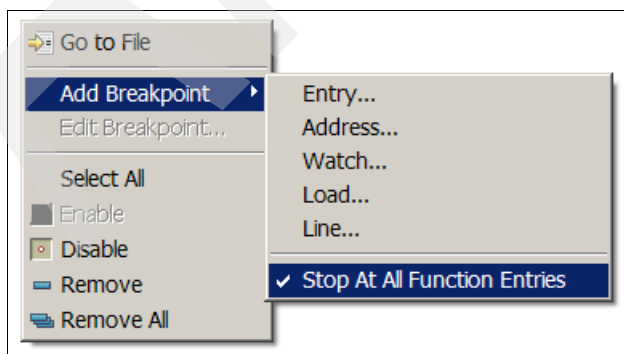 Go to File
Add Breakpoint
Edit Breakpoint...
Select All
Enable
Disable
Remove
Remove All
Entry...
Address...
Watch...
Load...
Line...
Stop At All Function Entries